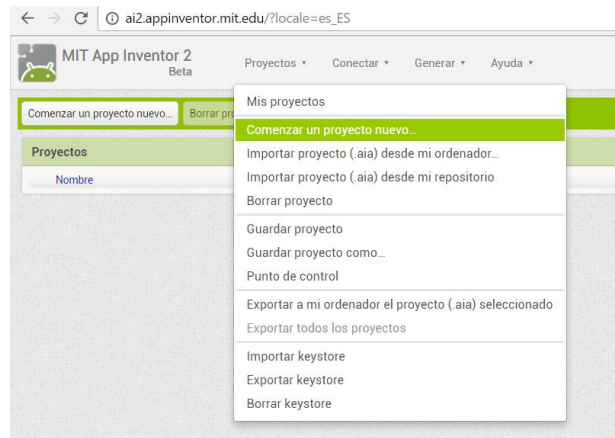 ai2.appinventor.mit.edu/?locale=es_ES
MIT App Inventor 2
Beta
Proyectos Conectar Generar Ayuda
Mis proyectos
Comenzar un proyecto nuevo... Borrar pro
Comenzar un proyecto nuevo...
Proyectos
Importar proyecto (.aia) desde mi ordenador...
Nombre
Importar proyecto (.aia) desde mi repositorio
Borrar proyecto
Guardar proyecto
Guardar proyecto como...
Punto de control
Exportar a mi ordenador el proyecto (.aia) seleccionado
Exportar todos los proyectos
Importar keystore
Exportar keystore
Borrar keystore